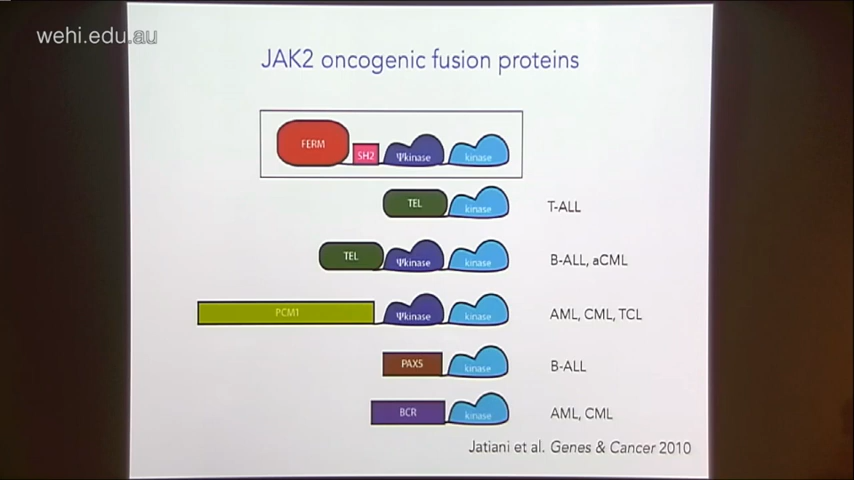 wehi.edu.au
JAK2 oncogenic fusion proteins
FERM SH2 Ψkinase kinase
TEL kinase T-ALL
TEL Ψkinase kinase B-ALL, aCML
PCM1 Ψkinase kinase AML, CML, TCL
PAX5 kinase B-ALL
BCR kinase AML, CML
Jatiani et al. Genes & Cancer 2010